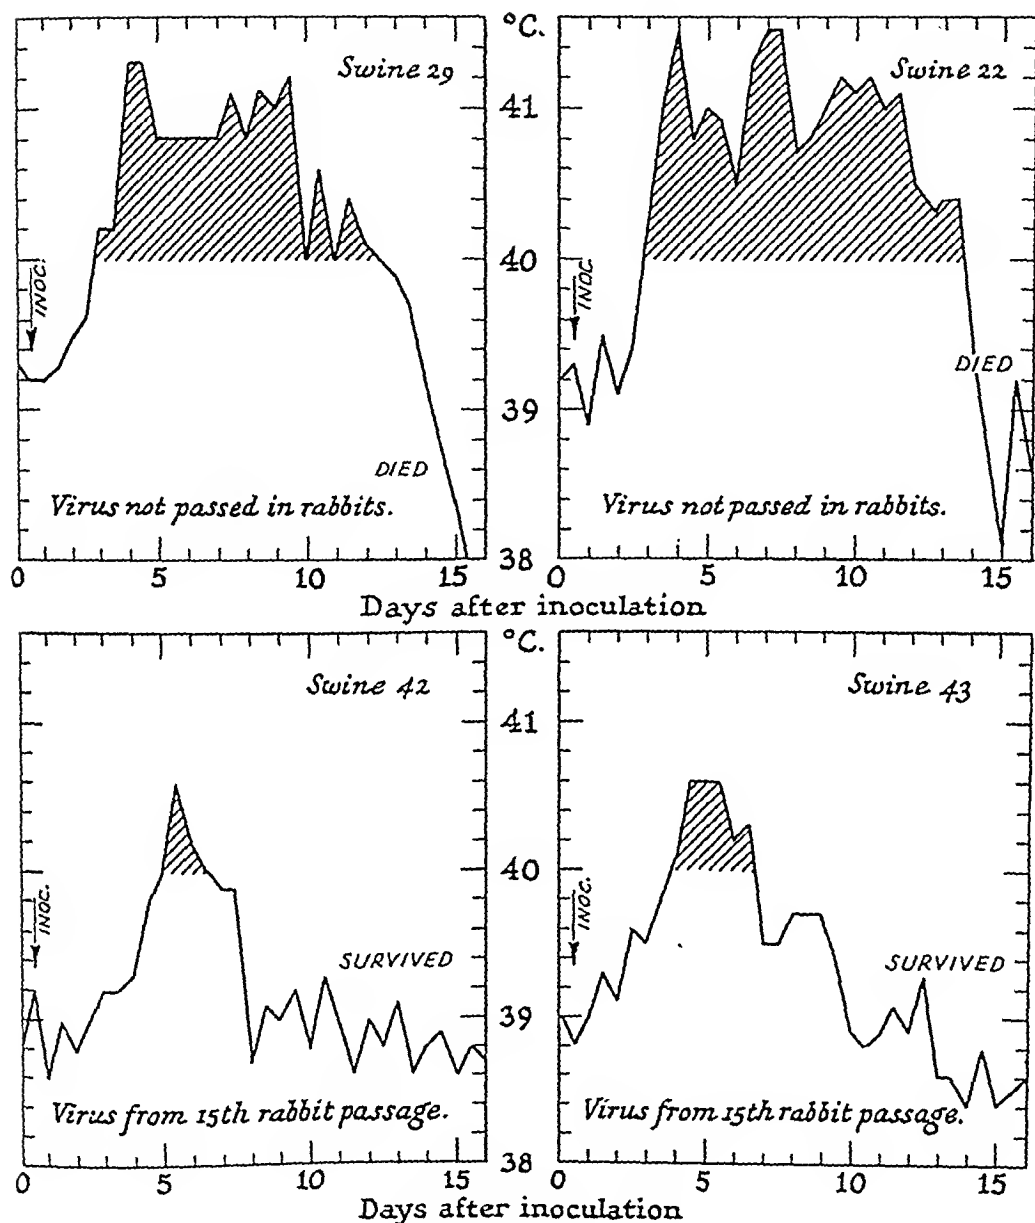 °C.
Swine 29
Swine 22
41
40
39
38
INOC.
INOC.
DIED
DIED
Virus not passed in rabbits.
Virus not passed in rabbits.
0 5 10 15
0 5 10 15
Days after inoculation
°C.
Swine 42
Swine 43
41
40
39
38
INOC.
INOC.
SURVIVED
SURVIVED
Virus from 15th rabbit passage.
Virus from 15th rabbit passage.
0 5 10 15
0 5 10 15
Days after inoculation